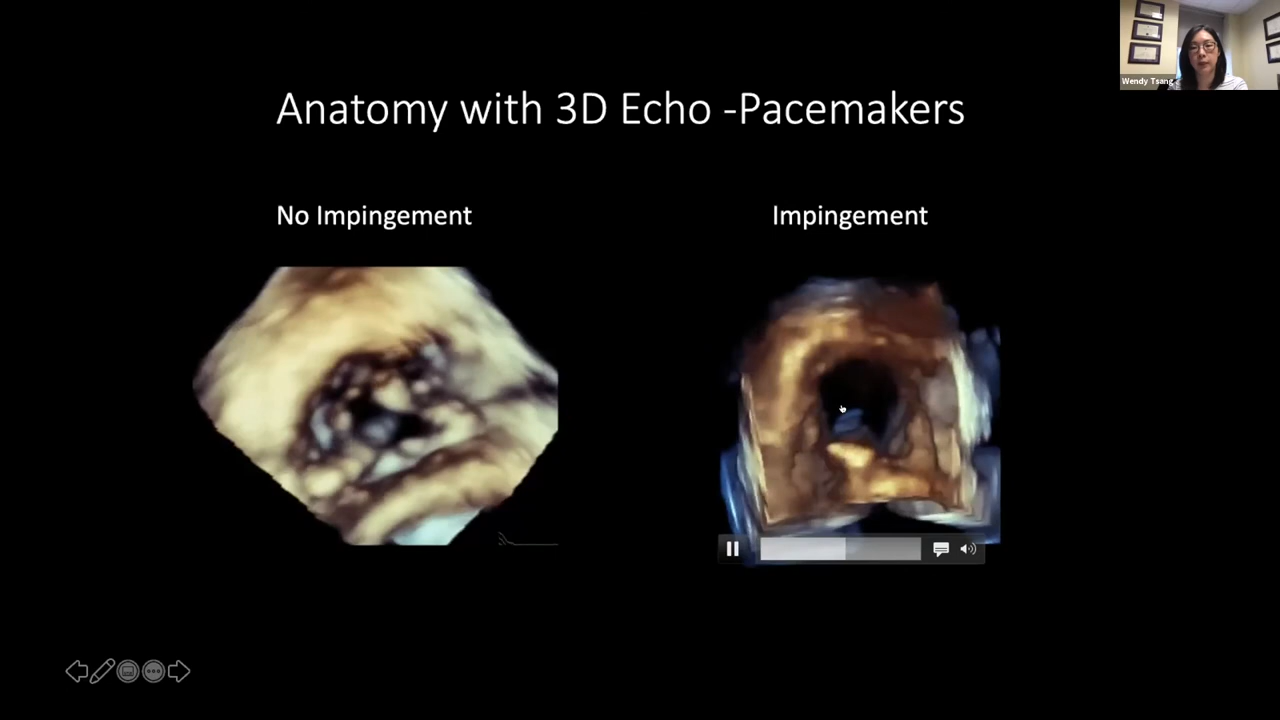 Wendy Tsang
Anatomy with 3D Echo -Pacemakers
No Impingement
Impingement